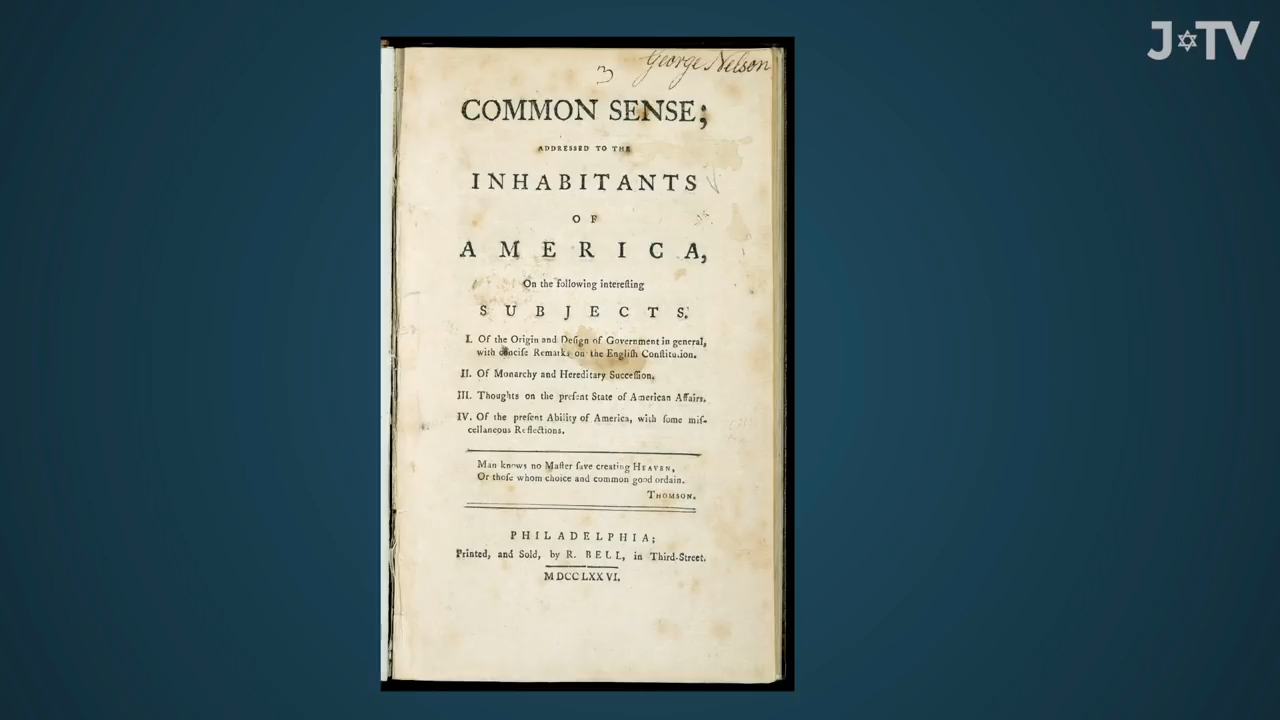 J✡TV
George Nelson
3
COMMON SENSE;
ADDRESSED TO THE
INHABITANTS
OF
AMERICA,
On the following intereſting
SUBJECTS.
I. Of the Origin and Deſign of Government in general,
with conciſe Remarks on the Engliſh Conſtitution.
II. Of Monarchy and Hereditary Succeſſion.
III. Thoughts on the preſent State of American Affairs.
IV. Of the preſent Ability of America, with ſome miſ-
cellaneous Reflections.
Man knows no Maſter ſave creating HEAVEN,
Or thoſe whom choice and common good ordain.
THOMSON.
PHILADELPHIA;
Printed, and Sold, by R. BELL, in Third-Street.
MDCCLXXVI.